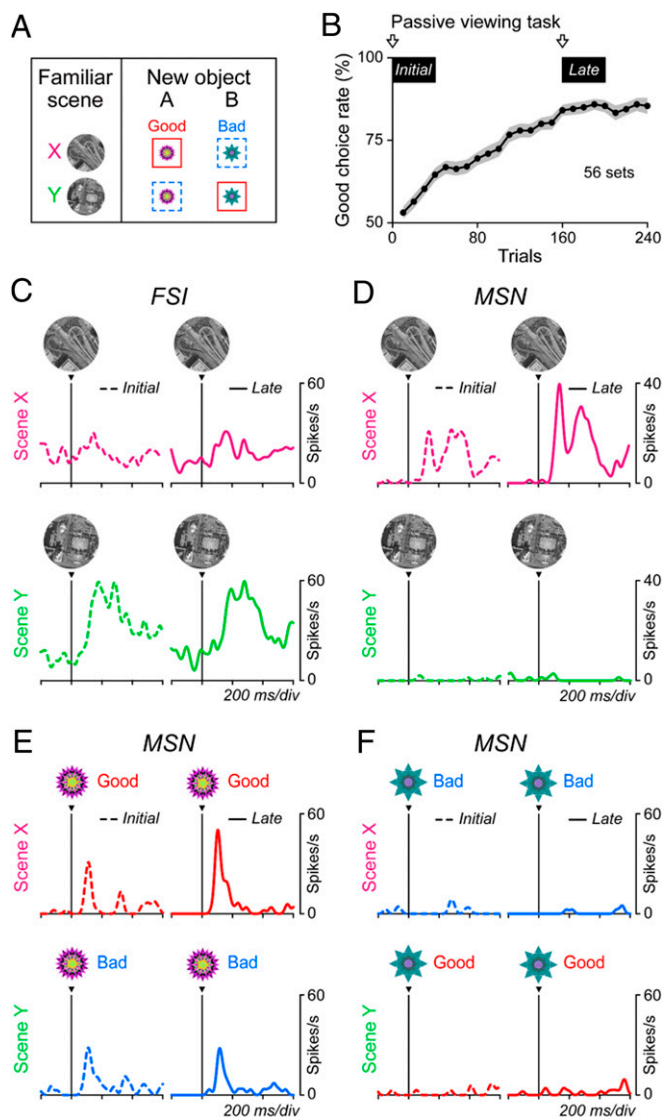 A
Familiar scene
New object
A B
Good Bad
X
Y
B
Passive viewing task
Initial
Late
Good choice rate (%)
100
75
50
56 sets
0 80 160 240
Trials
C
FSI
Scene X
Initial
Late
60
0
Spikes/s
Scene Y
60
0
Spikes/s
200 ms/div
D
MSN
Scene X
Initial
Late
40
0
Spikes/s
Scene Y
40
0
Spikes/s
200 ms/div
E
MSN
Good Good
Scene X
Initial
Late
60
0
Spikes/s
Bad Bad
Scene Y
60
0
Spikes/s
200 ms/div
F
MSN
Bad Bad
Scene X
Initial
Late
60
0
Spikes/s
Good Good
Scene Y
60
0
Spikes/s
200 ms/div